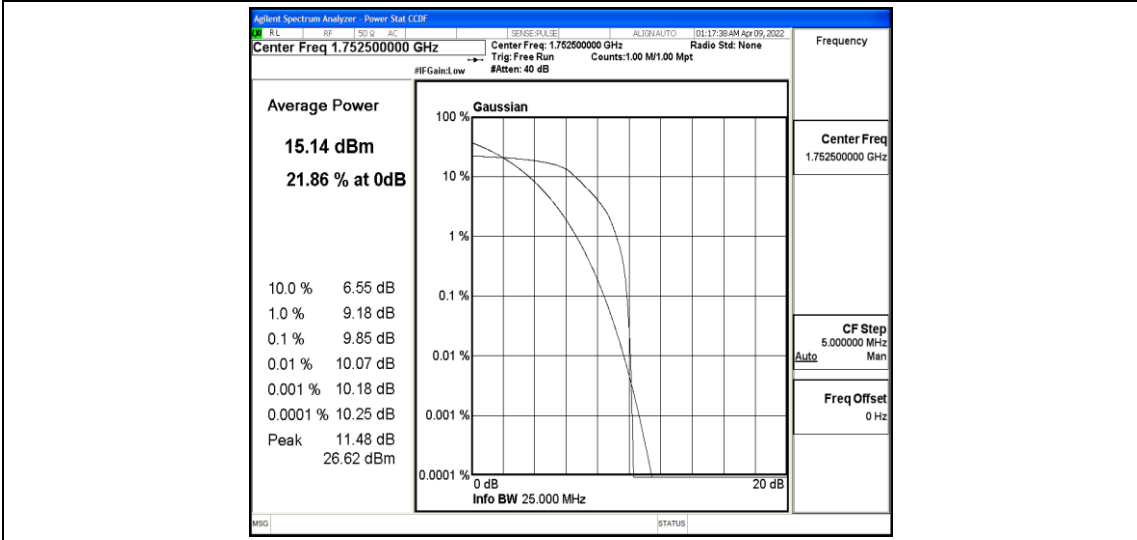 Agilent Spectrum Analyzer - Power Stat CCDF
RL RF 50 Ω AC SENSE:PULSE ALIGN AUTO 01:17:38 AM Apr 09, 2022
Center Freq 1.752500000 GHz
Center Freq: 1.752500000 GHz Radio Std: None
Trig: Free Run Counts:1.00 M/1.00 Mpt
#IFGain:Low #Atten: 40 dB
Frequency
Average Power
15.14 dBm
21.86 % at 0dB
10.0 % 6.55 dB
1.0 % 9.18 dB
0.1 % 9.85 dB
0.01 % 10.07 dB
0.001 % 10.18 dB
0.0001 % 10.25 dB
Peak 11.48 dB
26.62 dBm
Gaussian
100 %
10 %
1 %
0.1 %
0.01 %
0.001 %
0.0001 %
0 dB 20 dB
Info BW 25.000 MHz
Center Freq
1.752500000 GHz
CF Step
5.000000 MHz
Auto Man
Freq Offset
0 Hz
MSG STATUS